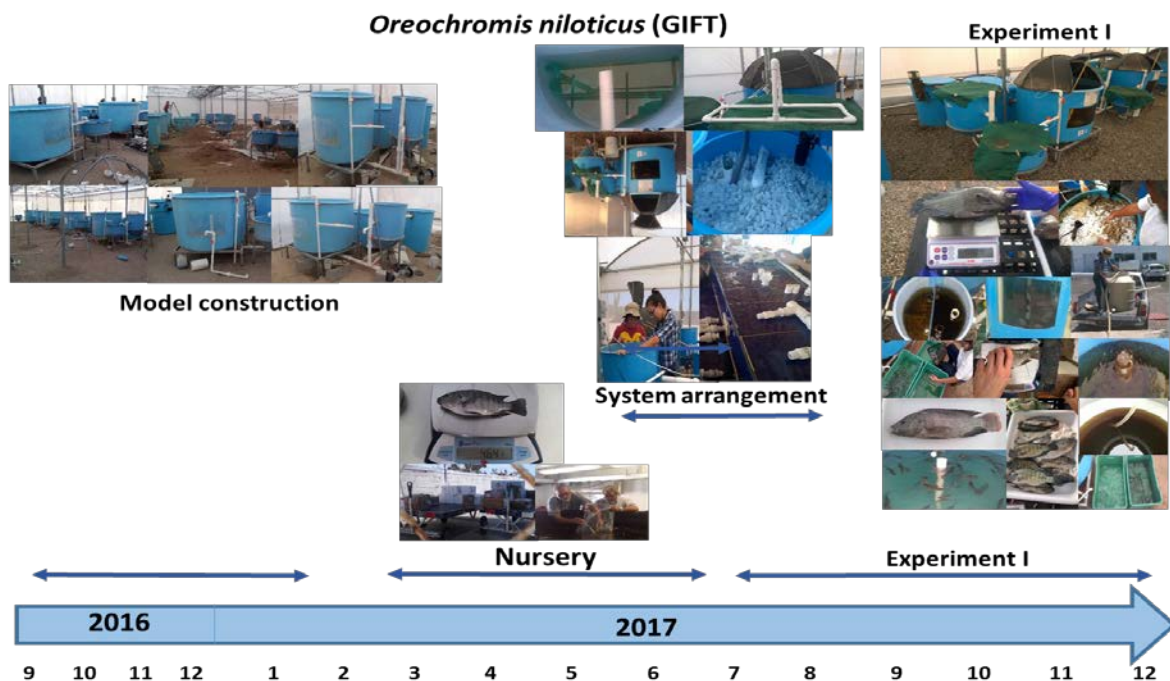 Oreochromis niloticus (GIFT)
Experiment I
Model construction
System arrangement
Nursery
Experiment I
2016 2017
9 10 11 12 1 2 3 4 5 6 7 8 9 10 11 12